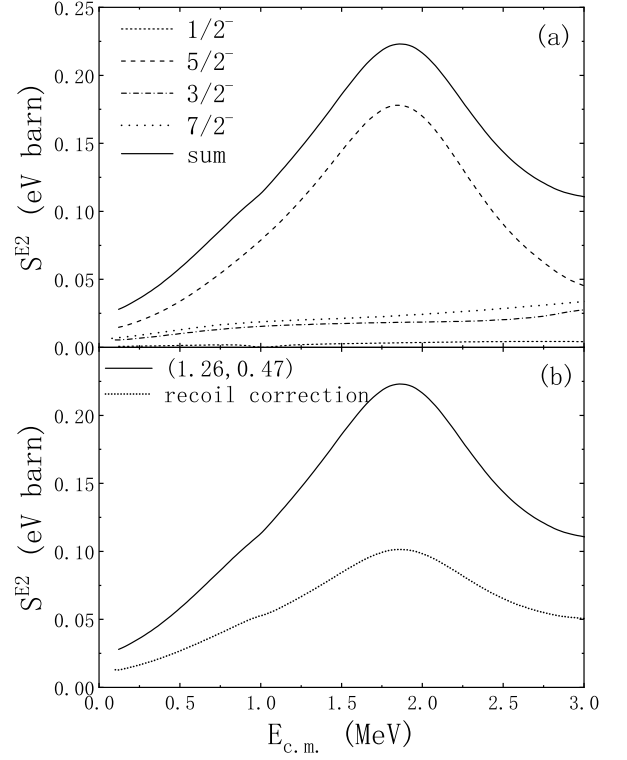 0.25
1/2⁻
(a)
5/2⁻
0.20
3/2⁻
7/2⁻
0.15
sum
0.10
0.05
0.00
S^E2 (eV barn)
(1.26,0.47)
(b)
recoil correction
0.20
0.15
0.10
0.05
0.00
S^E2 (eV barn)
0.0 0.5 1.0 1.5 2.0 2.5 3.0
E_c.m. (MeV)